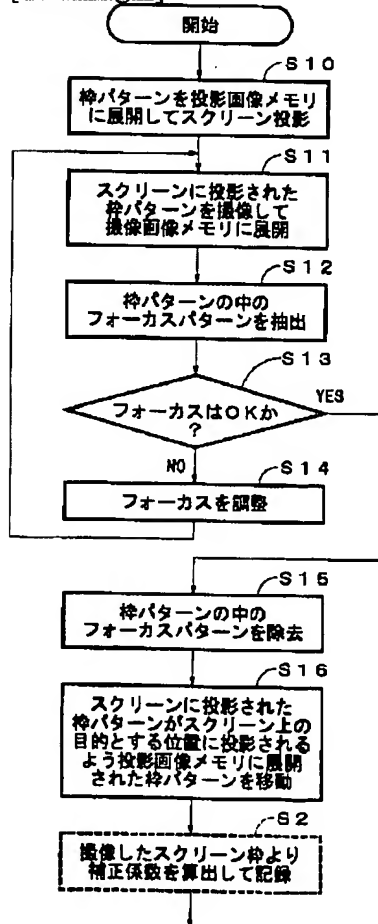 開始
S10
枠パターンを投影画像メモリ
に展開してスクリーン投影
S11
スクリーンに投影された
枠パターンを撮像して
撮像画像メモリに展開
S12
枠パターンの中の
フォーカスパターンを抽出
S13
フォーカスはOKか
?
YES
NO
S14
フォーカスを調整
S15
枠パターンの中の
フォーカスパターンを除去
S16
スクリーンに投影された
枠パターンがスクリーン上の
目的とする位置に投影される
よう投影画像メモリに展開
された枠パターンを移動
S2
撮像したスクリーン枠より
補正係数を算出して記録